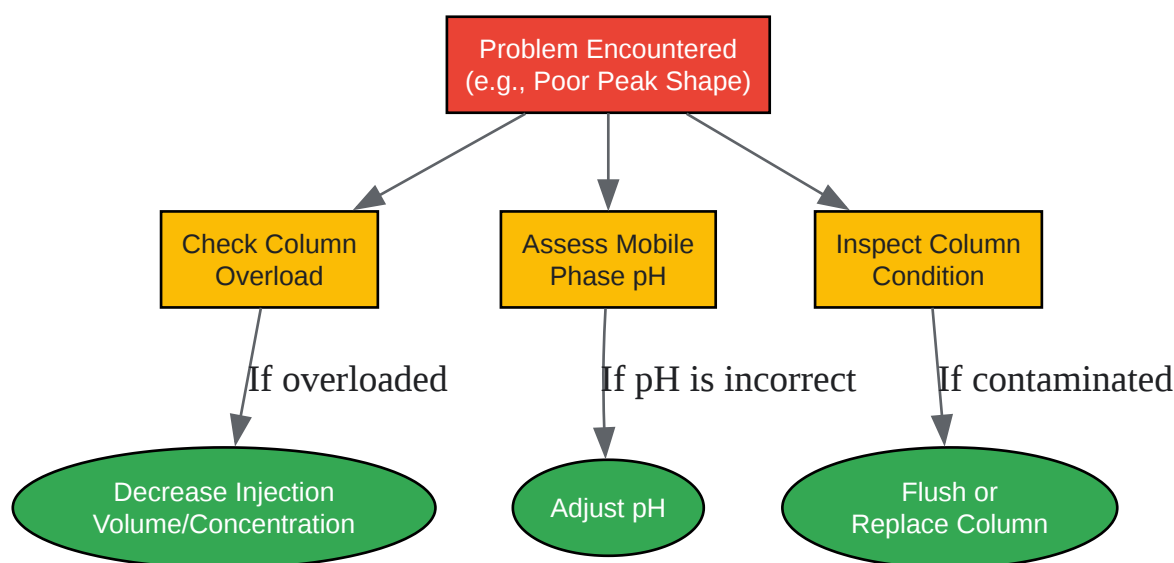 Problem Encountered
(e.g., Poor Peak Shape)
Check Column
Overload
Assess Mobile
Phase pH
Inspect Column
Condition
If overloaded
If pH is incorrect
If contaminated
Decrease Injection
Volume/Concentration
Adjust pH
Flush or
Replace Column